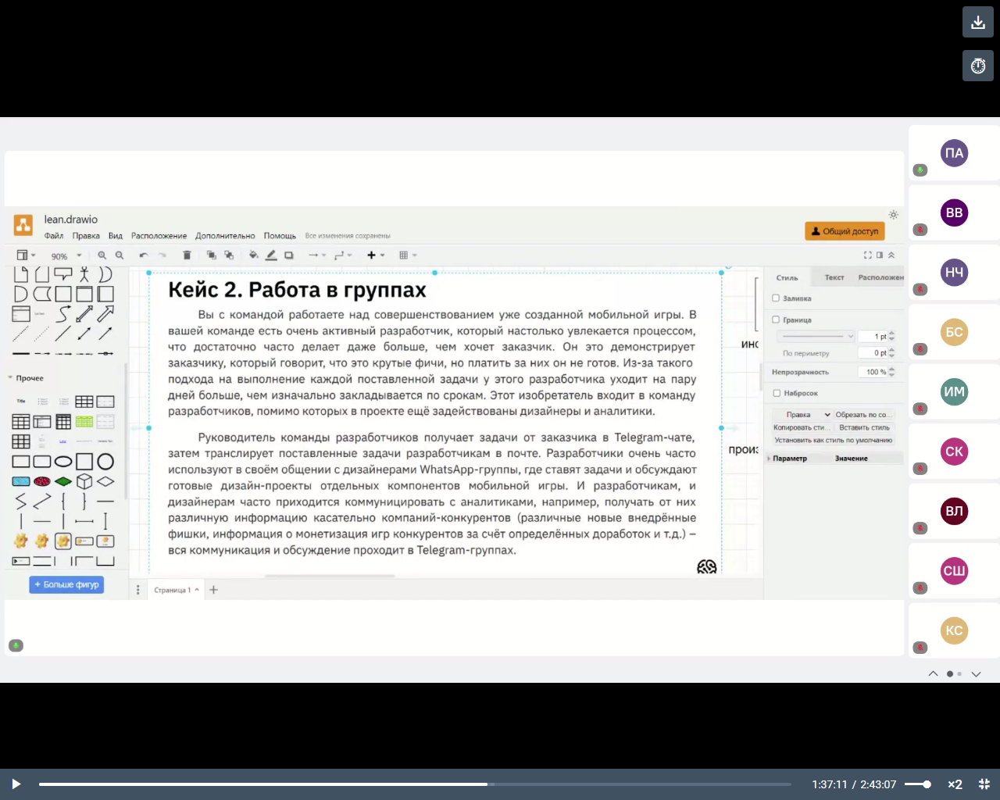 ПА
ВВ
НЧ
БС
ИМ
СК
ВЛ
СШ
КС
lean.drawio
Файл Правка Вид Расположение Дополнительно Помощь Все изменения сохранены
Общий доступ
90%
Прочее
+ Больше фигур
Кейс 2. Работа в группах
Вы с командой работаете над совершенствованием уже созданной мобильной игры. В
вашей команде есть очень активный разработчик, который настолько увлекается процессом,
что достаточно часто делает даже больше, чем хочет заказчик. Он это демонстрирует
заказчику, который говорит, что это крутые фичи, но платить за них он не готов. Из-за такого
подхода на выполнение каждой поставленной задачи у этого разработчика уходит на пару
дней больше, чем изначально закладывается по срокам. Этот изобретатель входит в команду
разработчиков, помимо которых в проекте ещё задействованы дизайнеры и аналитики.
Руководитель команды разработчиков получает задачи от заказчика в Telegram-чате,
затем транслирует поставленные задачи разработчикам в почте. Разработчики очень часто
используют в своём общении с дизайнерами WhatsApp-группы, где ставят задачи и обсуждают
готовые дизайн-проекты отдельных компонентов мобильной игры. И разработчикам, и
дизайнерам часто приходится коммуницировать с аналитиками, например, получать от них
различную информацию касательно компаний-конкурентов (различные новые внедрённые
фишки, информация о монетизация игр конкурентов за счёт определённых доработок и т.д.) –
вся коммуникация и обсуждение проходит в Telegram-группах.
инс
произ
Страница 1
Стиль Текст Расположен
Заливка
Граница
1 pt
По периметру 0 pt
Непрозрачность 100 %
Набросок
Правка Обрезать по со...
Копировать сти... Вставить стиль
Установить как стиль по умолчанию
Параметр Значение
1:37:11 / 2:43:07 ×2